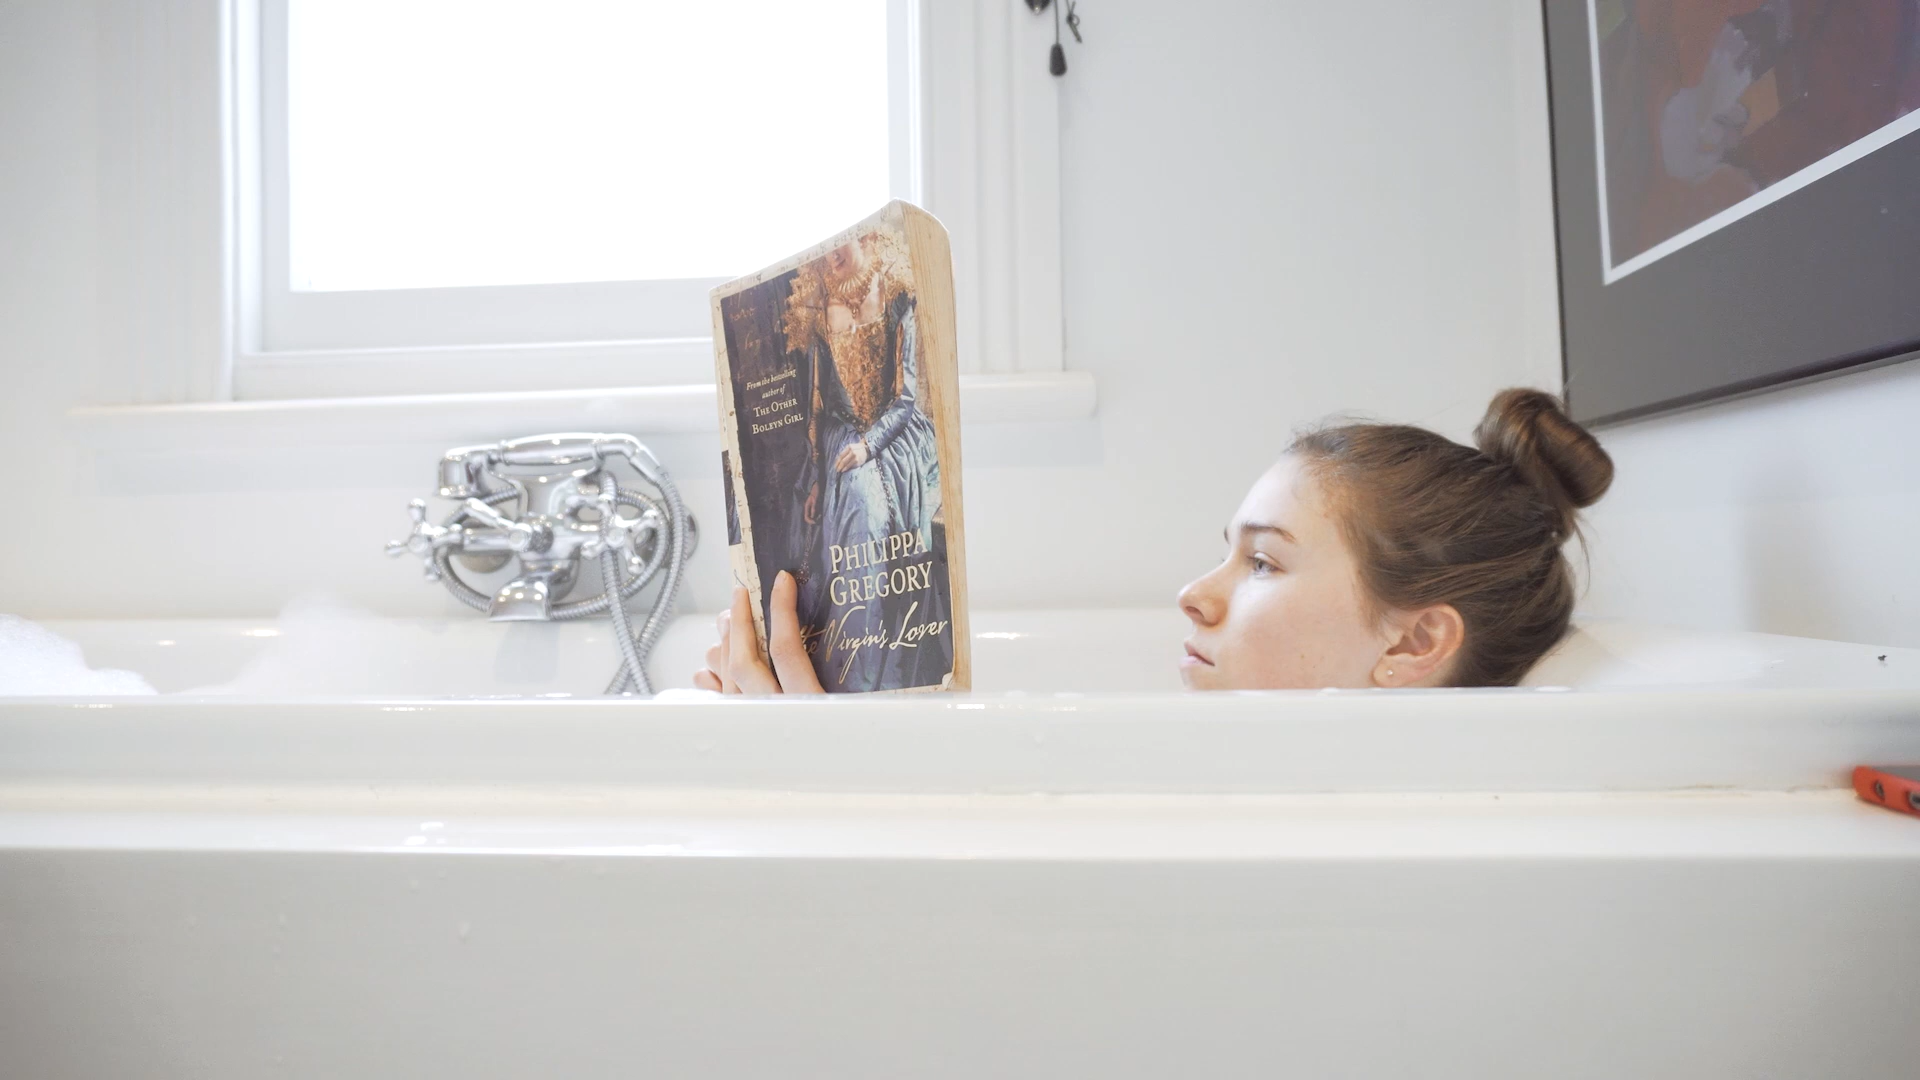 From the bestselling
author of
THE OTHER
BOLEYN GIRL
PHILIPPA
GREGORY
The Virgin's Lover